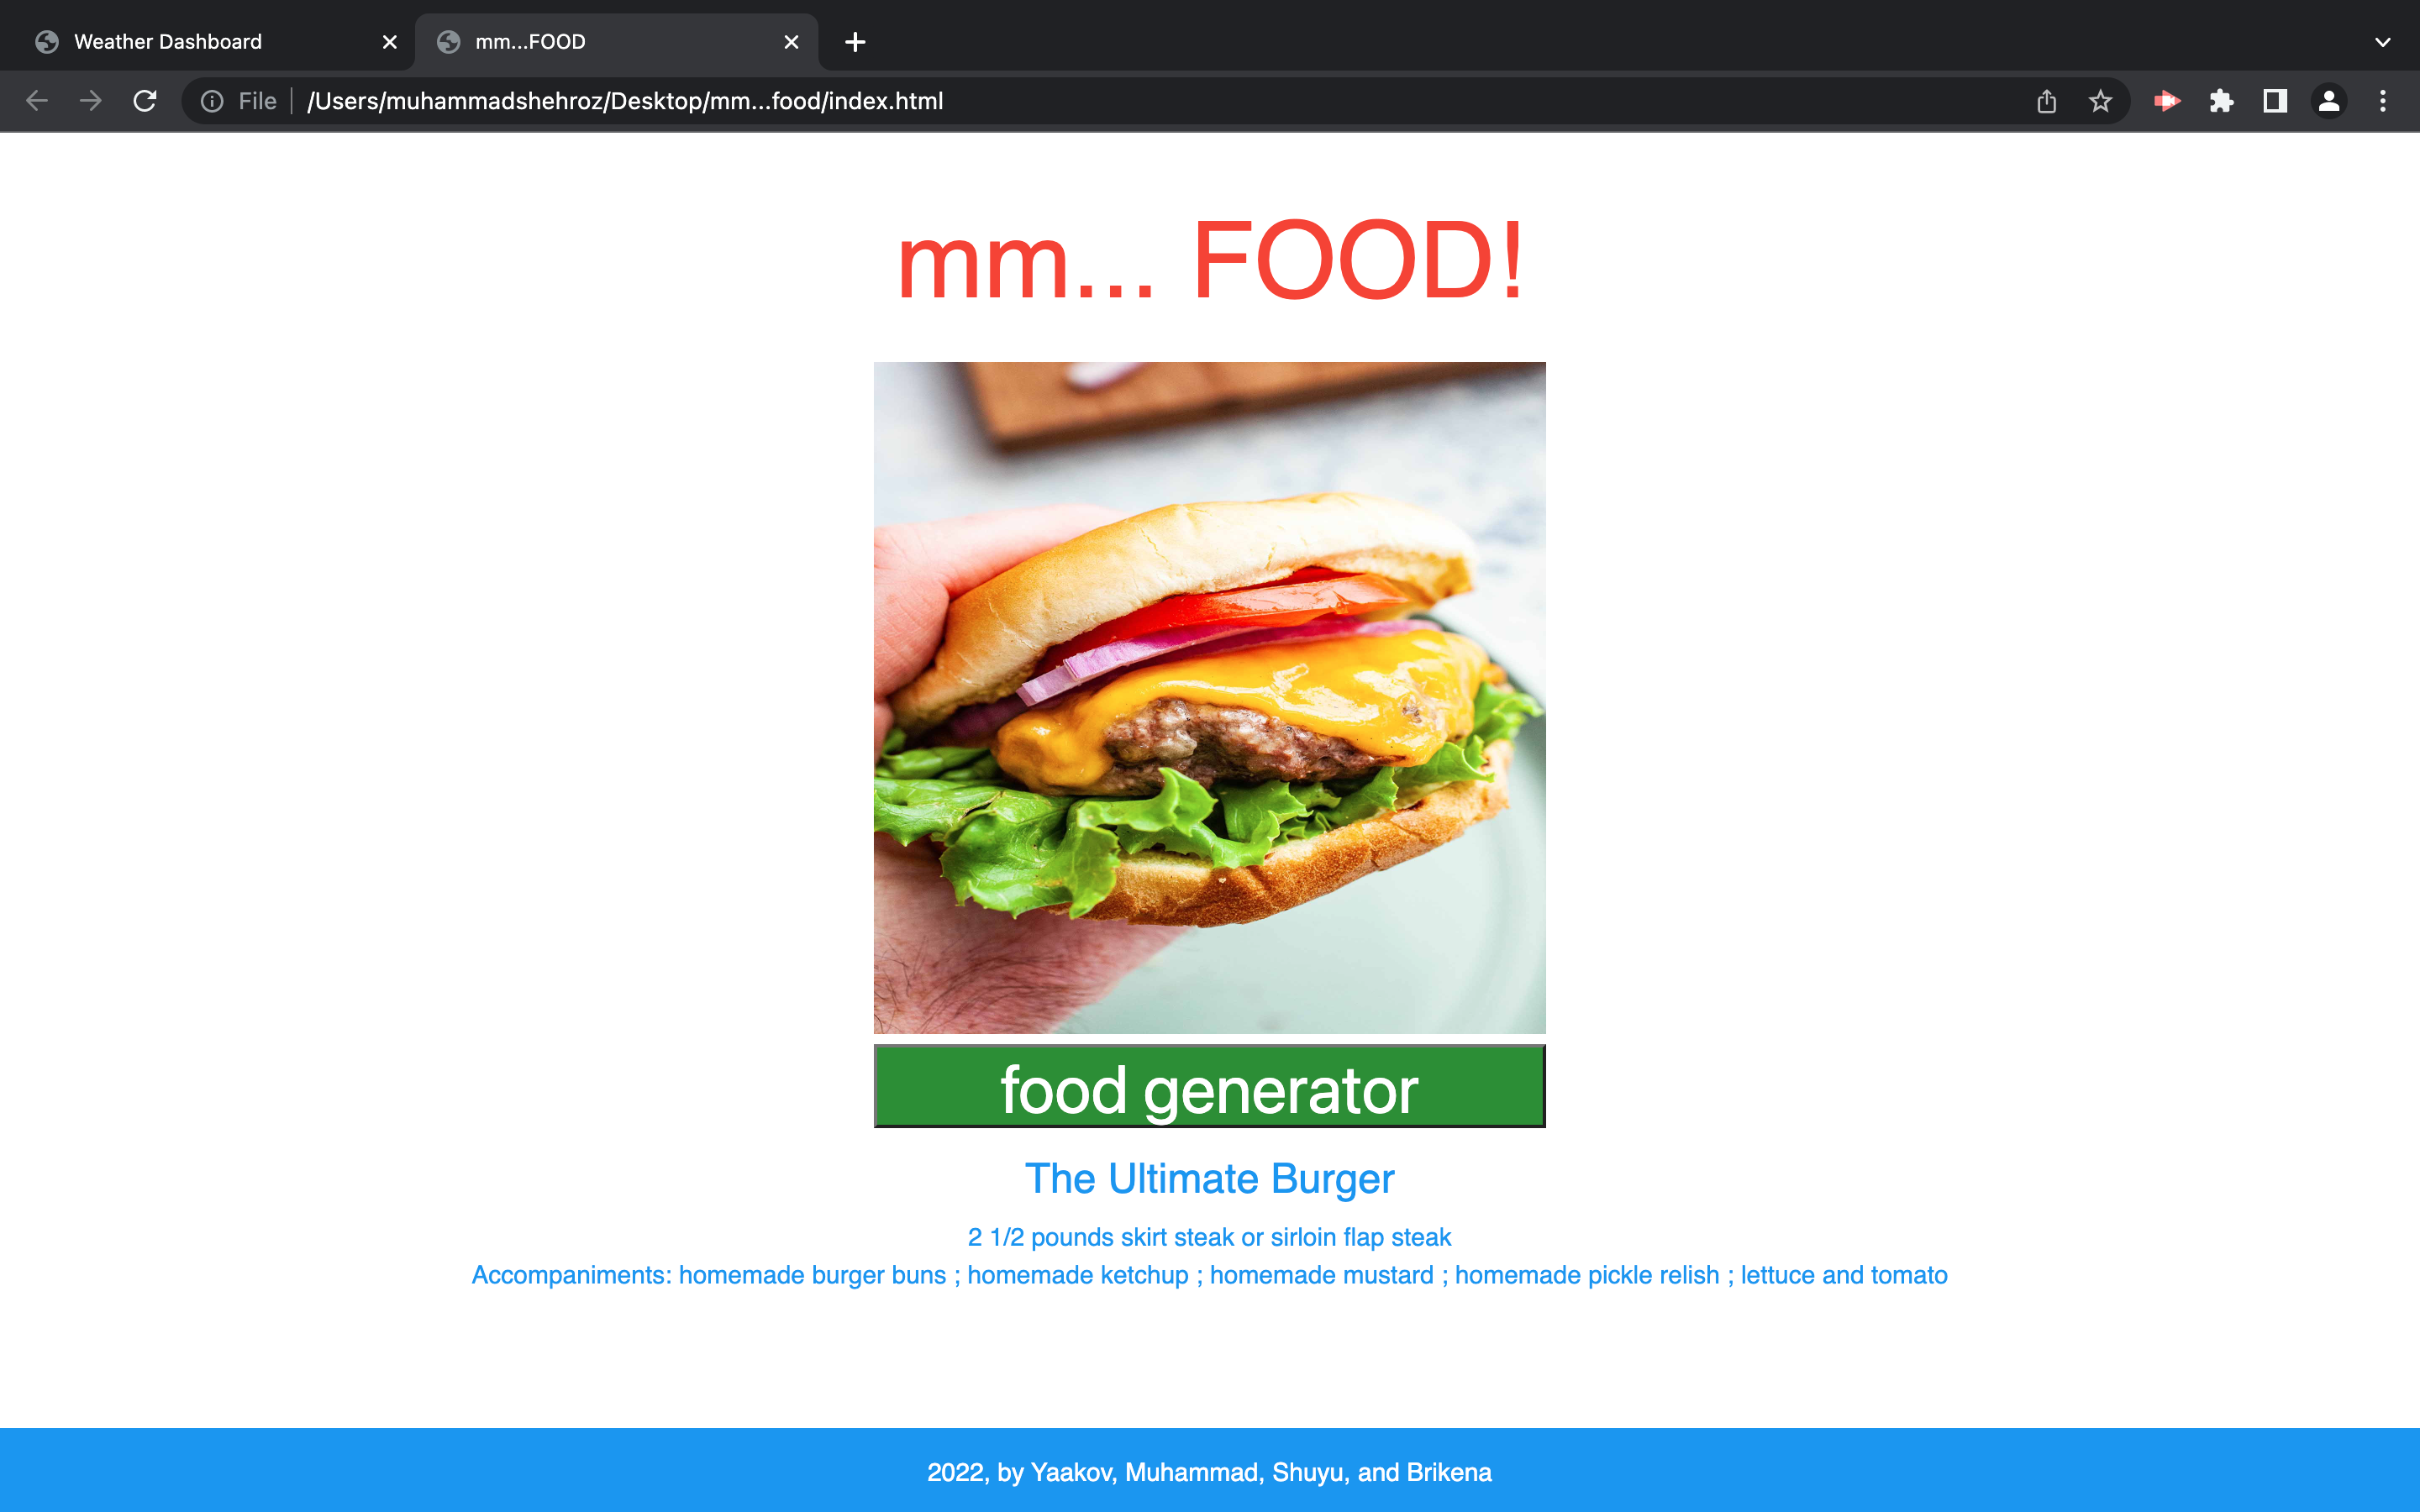 Weather Dashboard
mm...FOOD
File
/Users/muhammadshehroz/Desktop/mm...food/index.html
mm... FOOD!
food generator
The Ultimate Burger
2 1/2 pounds skirt steak or sirloin flap steak
Accompaniments: homemade burger buns ; homemade ketchup ; homemade mustard ; homemade pickle relish ; lettuce and tomato
2022, by Yaakov, Muhammad, Shuyu, and Brikena